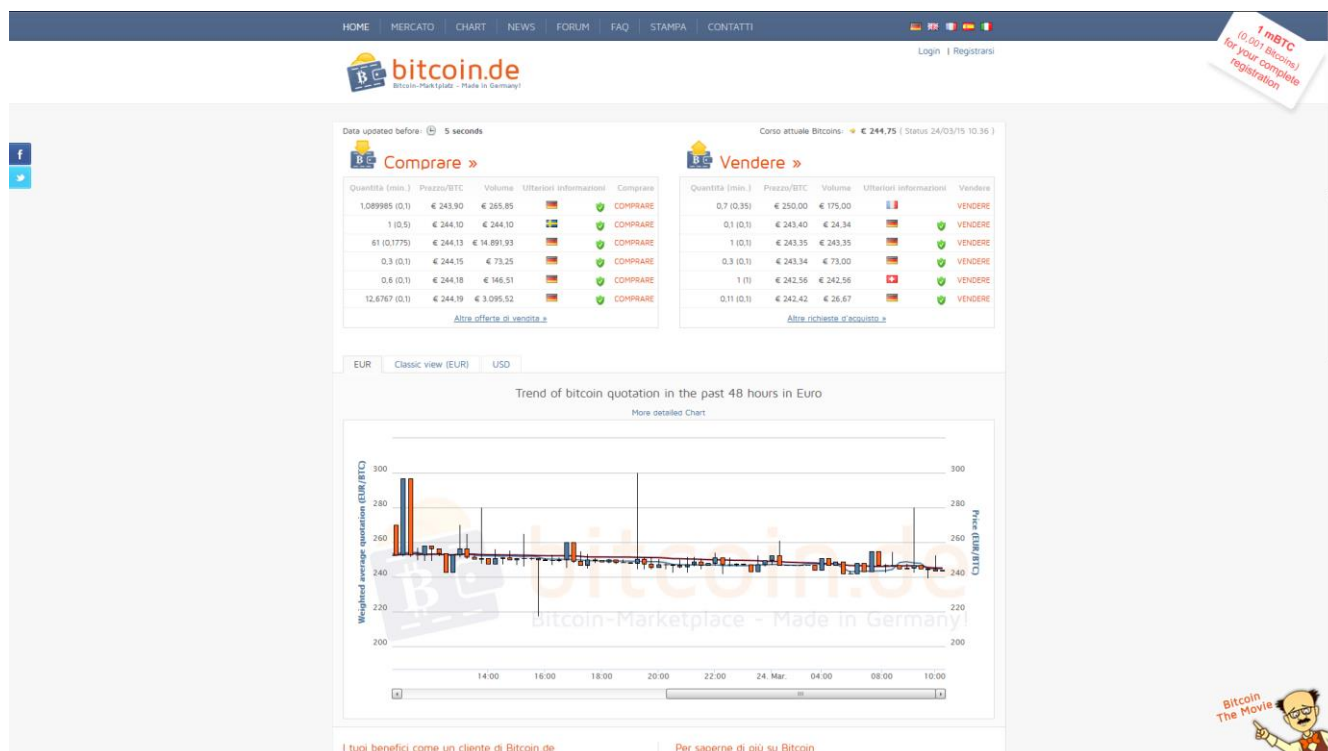 HOME MERCATO CHART NEWS FORUM FAQ STAMPA CONTATTI
Login | Registrarsi
1 mBTC
(0,001 Bitcoins)
for your complete
registration
bitcoin.de
Bitcoin-Marktplatz - Made in Germany!
Data updated before: 5 seconds
Corso attuale Bitcoins: € 244,75 ( Status 24/03/15 10.36 )
Comprare »
Quantità (min.) Prezzo/BTC Volume Ulteriori informazioni Comprare
1,089985 (0,1) € 243,90 € 265,85 COMPRARE
1 (0,5) € 244,10 € 244,10 COMPRARE
61 (0,1775) € 244,13 € 14.891,93 COMPRARE
0,3 (0,1) € 244,15 € 73,25 COMPRARE
0,6 (0,1) € 244,18 € 146,51 COMPRARE
12,6767 (0,1) € 244,19 € 3.095,52 COMPRARE
Altre offerte di vendita »
Vendere »
Quantità (min.) Prezzo/BTC Volume Ulteriori informazioni Vendere
0,7 (0,35) € 250,00 € 175,00 VENDERE
0,1 (0,1) € 243,40 € 24,34 VENDERE
1 (0,1) € 243,35 € 243,35 VENDERE
0,3 (0,1) € 243,34 € 73,00 VENDERE
1 (1) € 242,56 € 242,56 VENDERE
0,11 (0,1) € 242,42 € 26,67 VENDERE
Altre richieste d'acquisto »
EUR Classic view (EUR) USD
Trend of bitcoin quotation in the past 48 hours in Euro
More detailed Chart
Weighted average quotation (EUR/BTC)
300 300
280 280
260 260
240 240
220 220
200 200
Price (EUR/BTC)
bitcoin.de
Bitcoin-Marketplace - Made in Germany!
14:00 16:00 18:00 20:00 22:00 24. Mar. 04:00 08:00 10:00
Bitcoin
The Movie
I tuoi benefici come un cliente di Bitcoin.de
Per saperne di più su Bitcoin